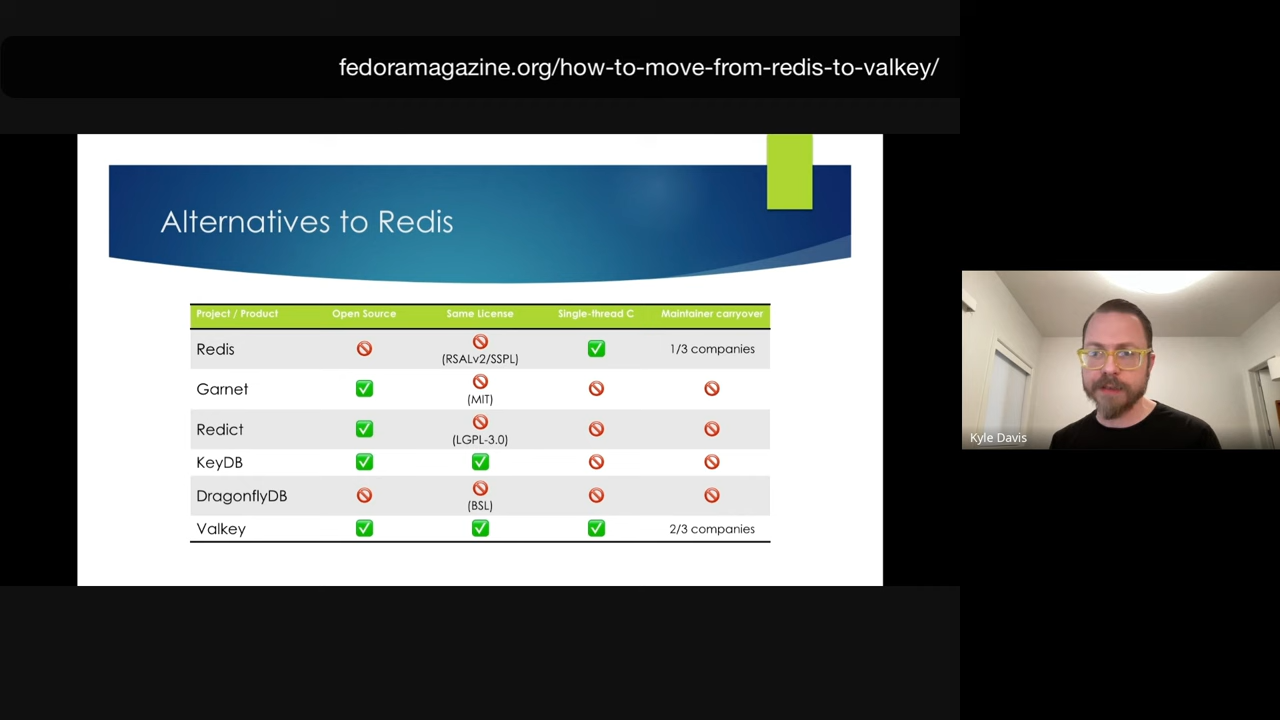 fedoramagazine.org/how-to-move-from-redis-to-valkey/
Alternatives to Redis
Project / Product Open Source Same License Single-thread C Maintainer carryover
Redis (RSALv2/SSPL) 1/3 companies
Garnet (MIT)
Redict (LGPL-3.0)
KeyDB
DragonflyDB (BSL)
Valkey 2/3 companies
Kyle Davis